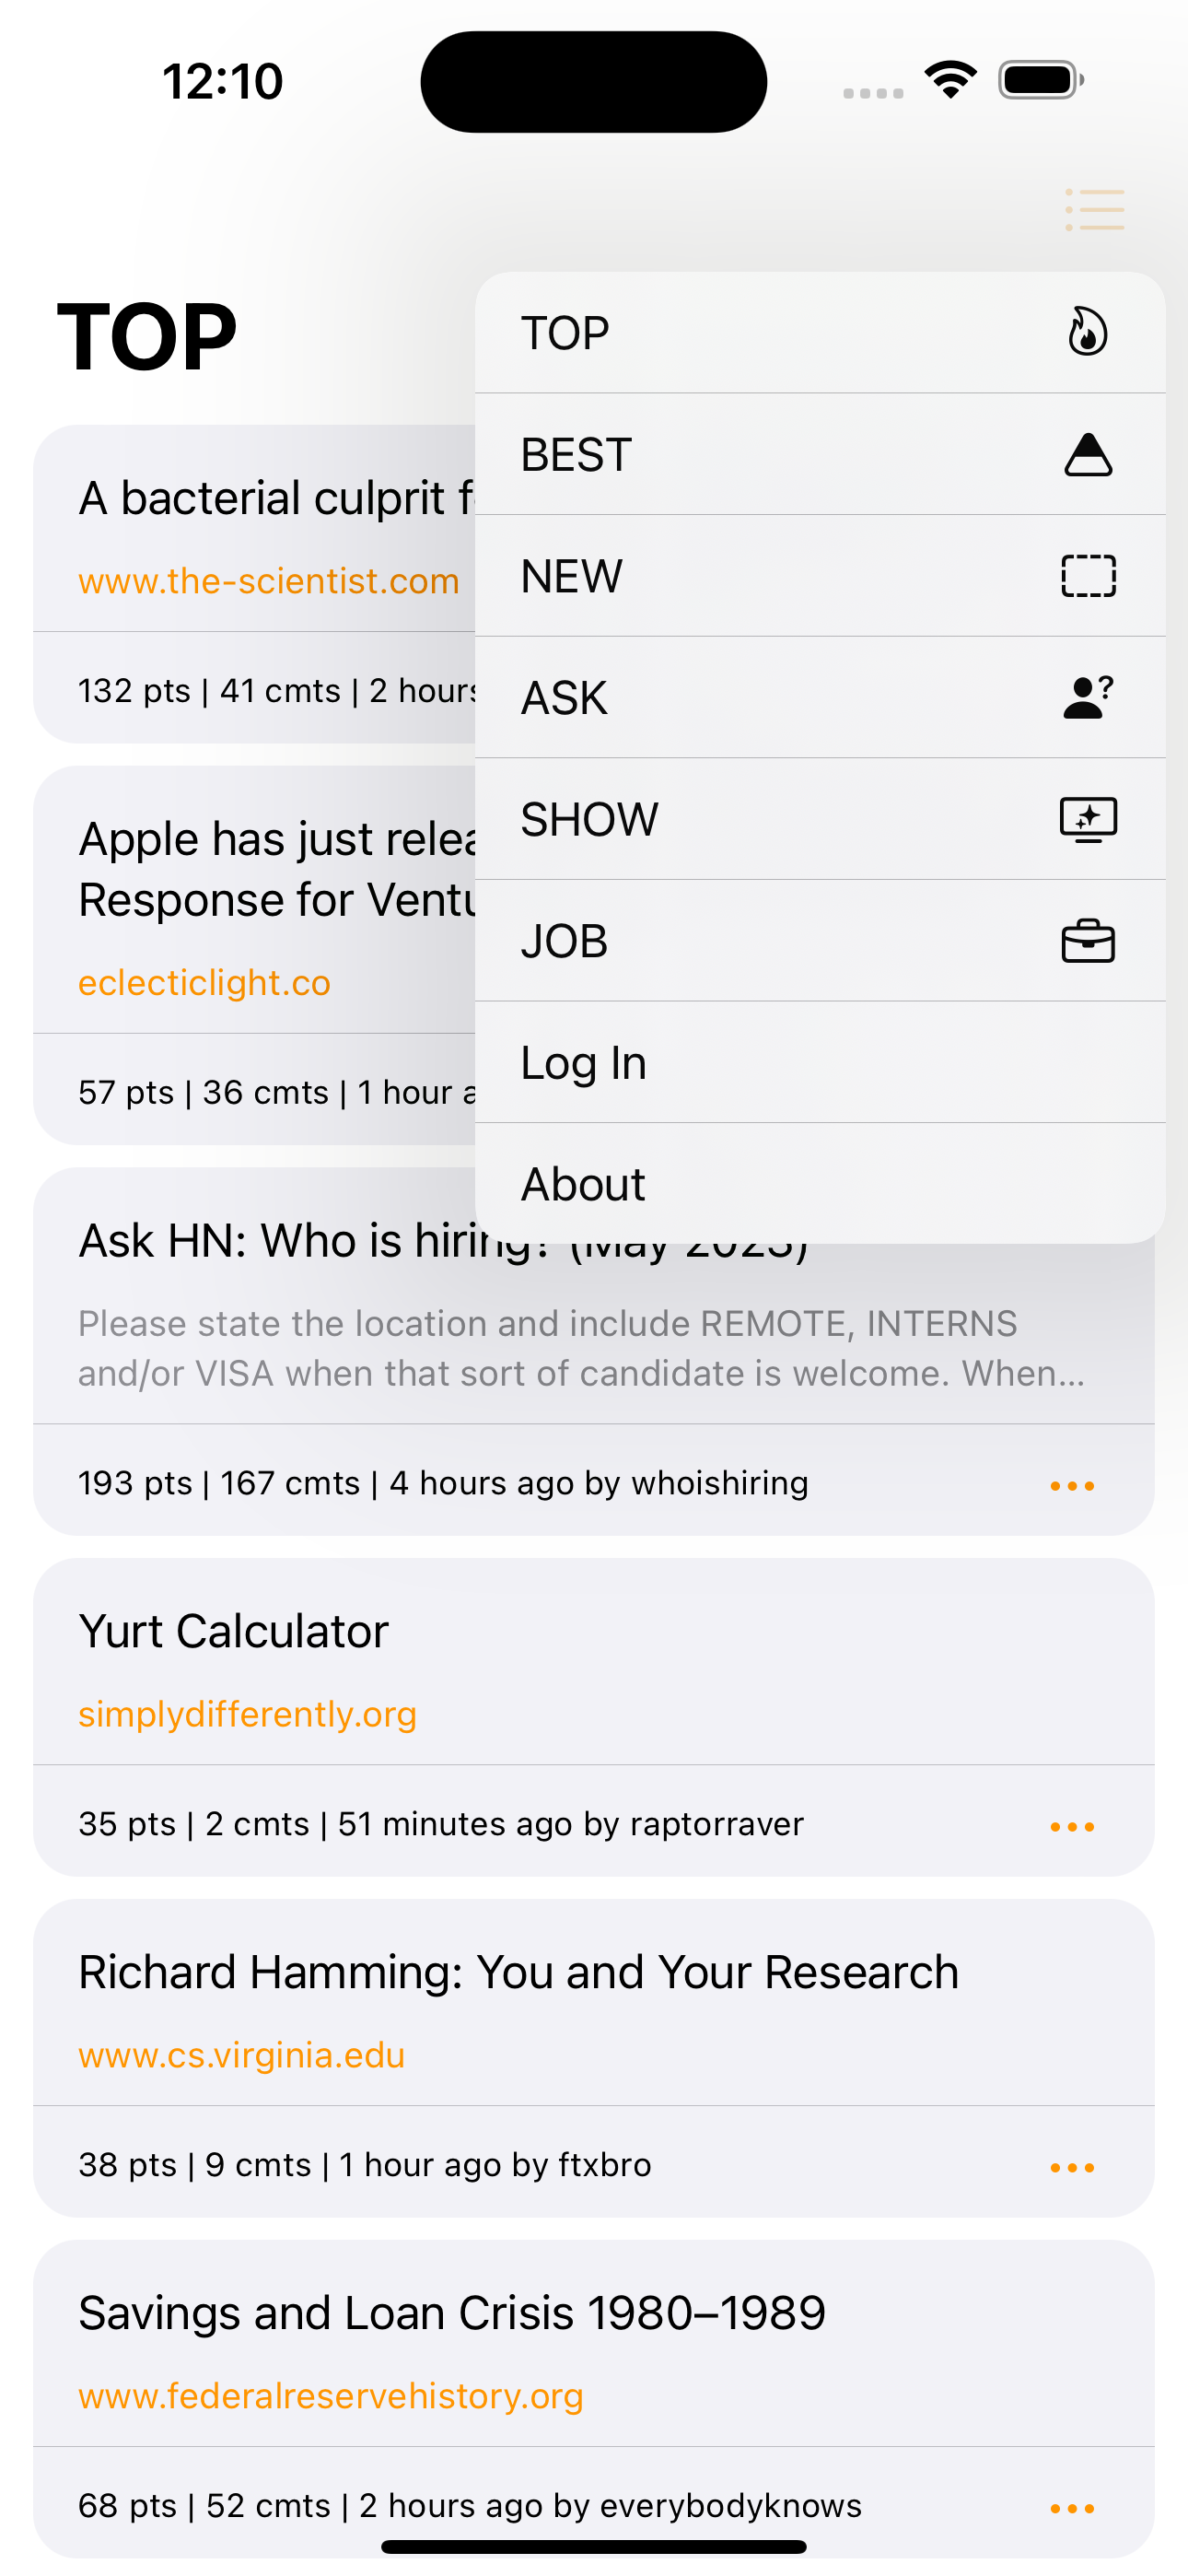 12:10
TOP
TOP
BEST
NEW
ASK
SHOW
JOB
Log In
About
A bacterial culprit
www.the-scientist.com
132 pts | 41 cmts | 2 hours
Apple has just
Response for
eclecticlight.co
57 pts | 36 cmts | 1 hour
Ask HN: Who is hiring? (May 2023)
Please state the location and include REMOTE, INTERNS
and/or VISA when that sort of candidate is welcome. When...
193 pts | 167 cmts | 4 hours ago by whoishiring
Yurt Calculator
simplydifferently.org
35 pts | 2 cmts | 51 minutes ago by raptorraver
Richard Hamming: You and Your Research
www.cs.virginia.edu
38 pts | 9 cmts | 1 hour ago by ftxbro
Savings and Loan Crisis 1980–1989
www.federalreservehistory.org
68 pts | 52 cmts | 2 hours ago by everybodyknows